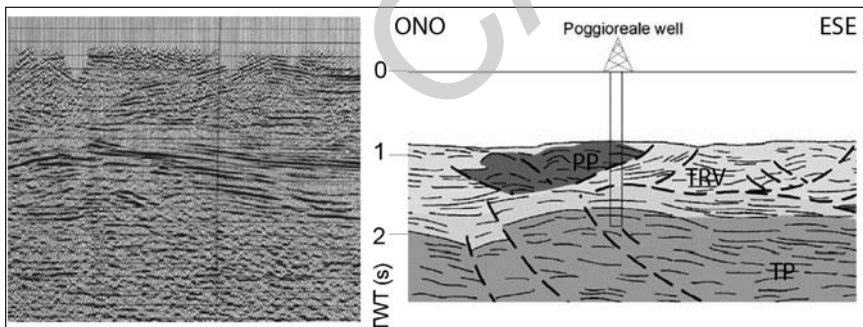 ONO
Poggioreale well
ESE
0
1
2
TWT (s)
PP
TRV
TP